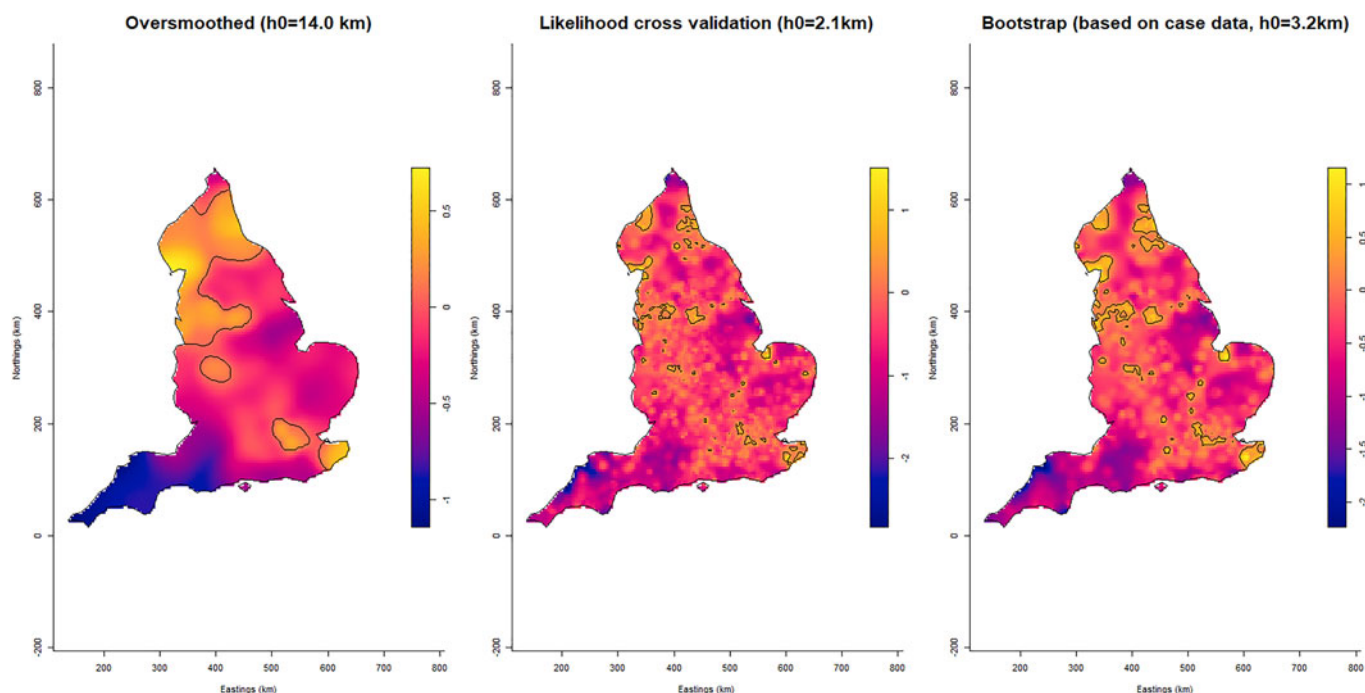 Oversmoothed (h0=14.0 km)
Northings (km)
800
600
400
200
0
-200
0.5
0
-0.5
-1
200 300 400 500 600 700 800
Eastings (km)
Likelihood cross validation (h0=2.1km)
Northings (km)
800
600
400
200
0
-200
1
0
-1
-2
200 300 400 500 600 700 800
Eastings (km)
Bootstrap (based on case data, h0=3.2km)
Northings (km)
800
600
400
200
0
-200
1
0.5
0
-0.5
-1
-1.5
-2
200 300 400 500 600 700 800
Eastings (km)